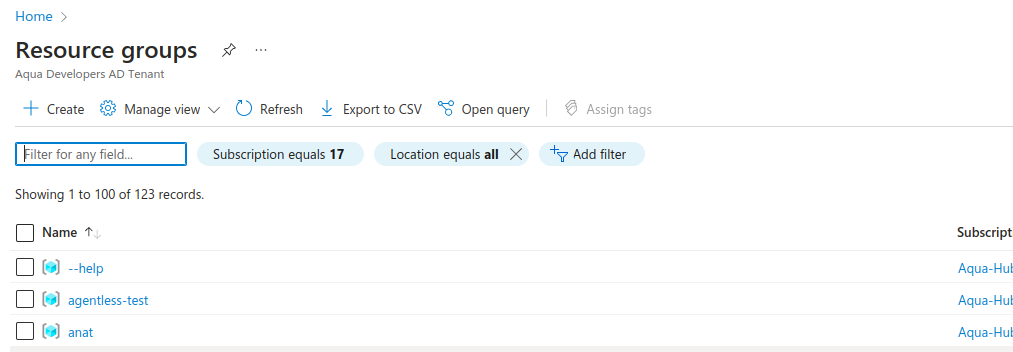 Home >
Resource groups ...
Aqua Developers AD Tenant
+ Create Manage view Refresh Export to CSV Open query Assign tags
Filter for any field... Subscription equals 17 Location equals all Add filter
Showing 1 to 100 of 123 records.
Name ↑↓ Subscripti
--help Aqua-Hub
agentless-test Aqua-Hub
anat Aqua-Hub